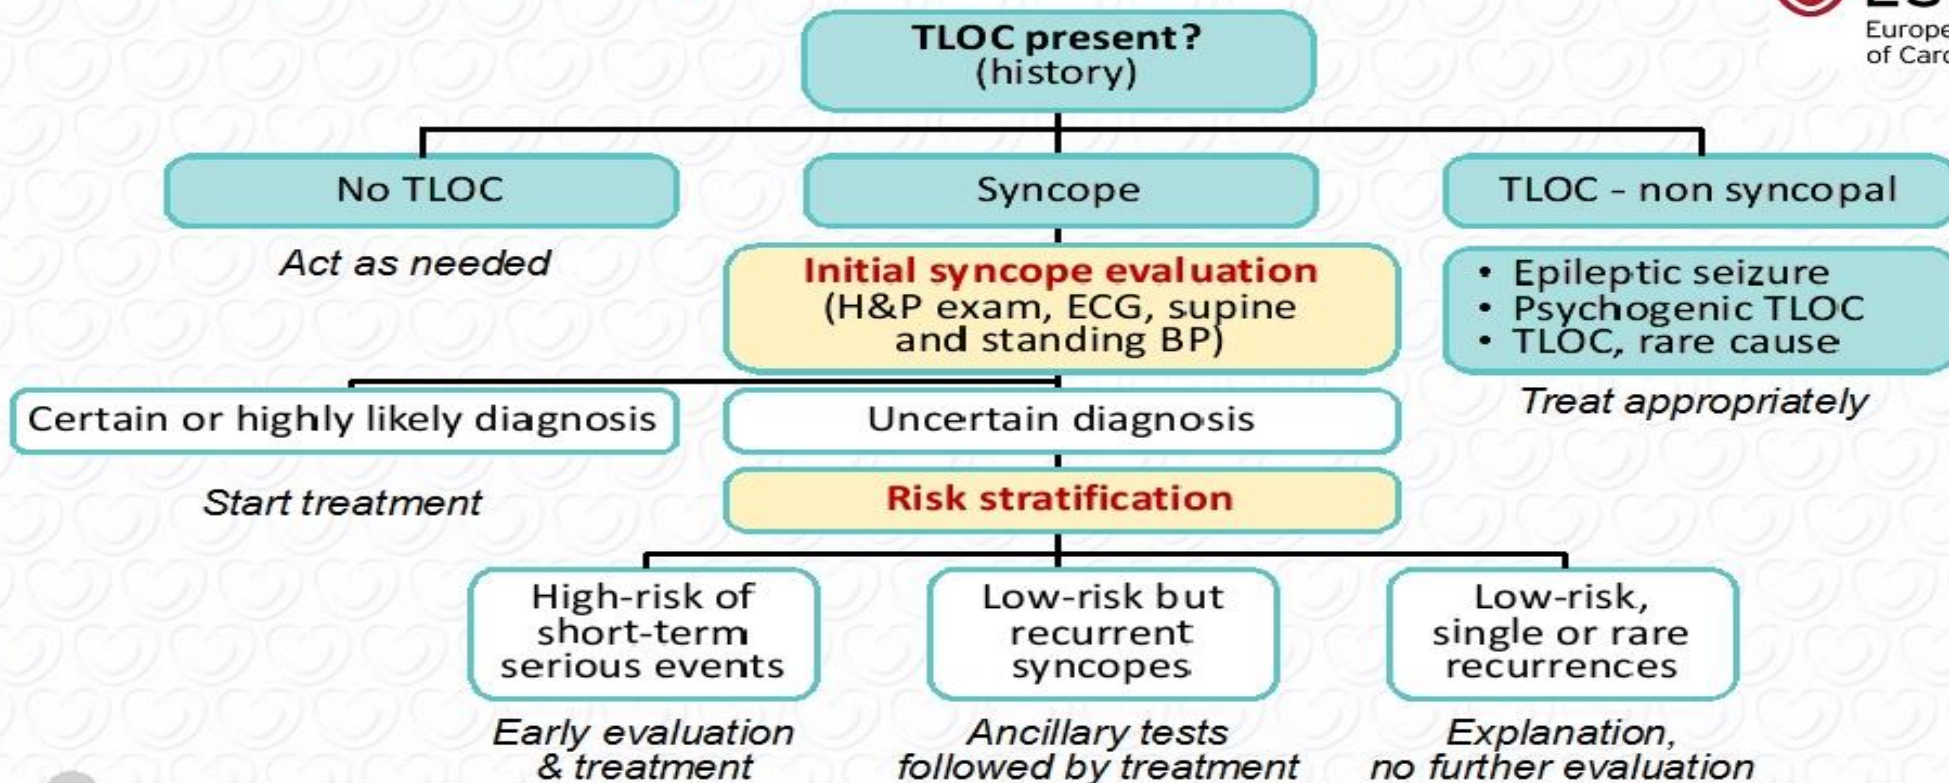 Europe
of Card
TLOC present?
(history)
No TLOC
Syncope
TLOC - non syncopal
Act as needed
Initial syncope evaluation
(H&P exam, ECG, supine
and standing BP)
• Epileptic seizure
• Psychogenic TLOC
• TLOC, rare cause
Treat appropriately
Certain or highly likely diagnosis
Uncertain diagnosis
Start treatment
Risk stratification
High-risk of
short-term
serious events
Low-risk but
recurrent
syncopes
Low-risk,
single or rare
recurrences
Early evaluation
& treatment
Ancillary tests
followed by treatment
Explanation,
no further evaluation